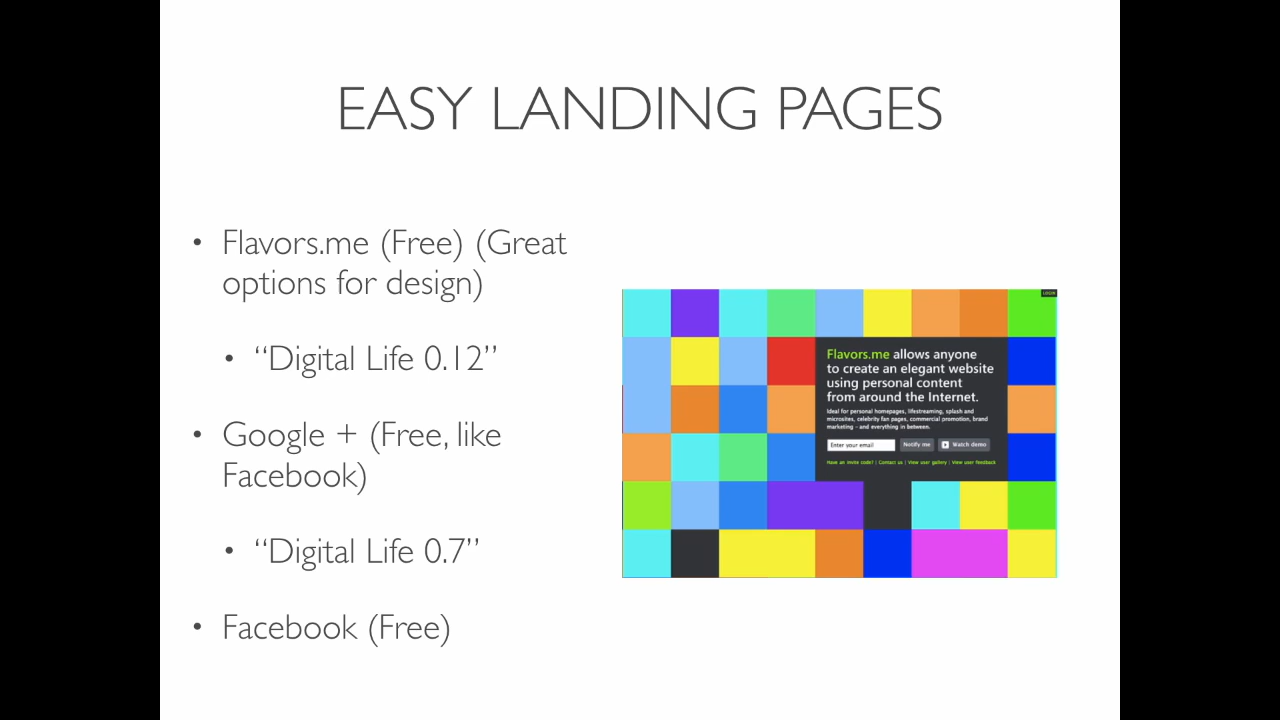 EASY LANDING PAGES
• Flavors.me (Free) (Great
options for design)
• “Digital Life 0.12”
• Google + (Free, like
Facebook)
• “Digital Life 0.7”
• Facebook (Free)
LOGIN
Flavors.me allows anyone
to create an elegant website
using personal content
from around the Internet.
Ideal for personal homepages, lifestreaming, splash and
microsites, celebrity fan pages, commercial promotion, brand
marketing - and everything in between.
Enter your email Notify me Watch demo
Have an invite code? | Contact us | View user gallery | View user feedback